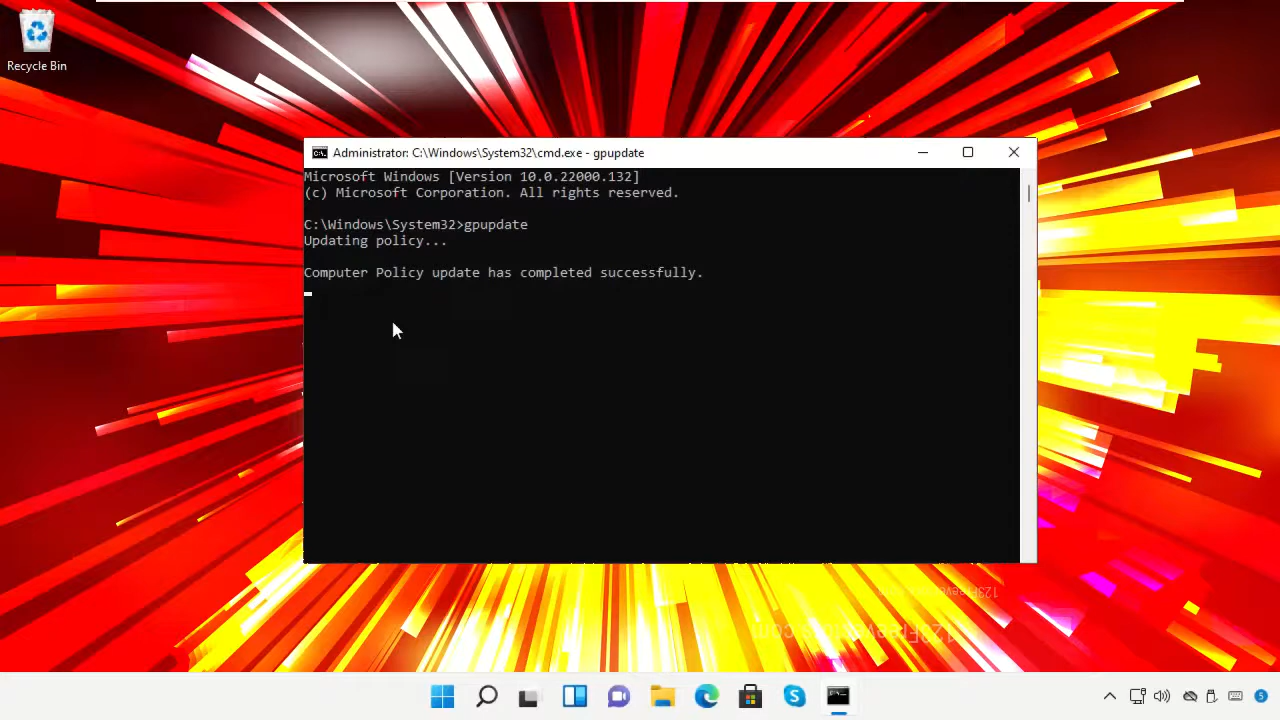 Recycle Bin
Administrator: C:\Windows\System32\cmd.exe - gpupdate
Microsoft Windows [Version 10.0.22000.132]
(c) Microsoft Corporation. All rights reserved.
C:\Windows\System32>gpupdate
Updating policy...
Computer Policy update has completed successfully.
5